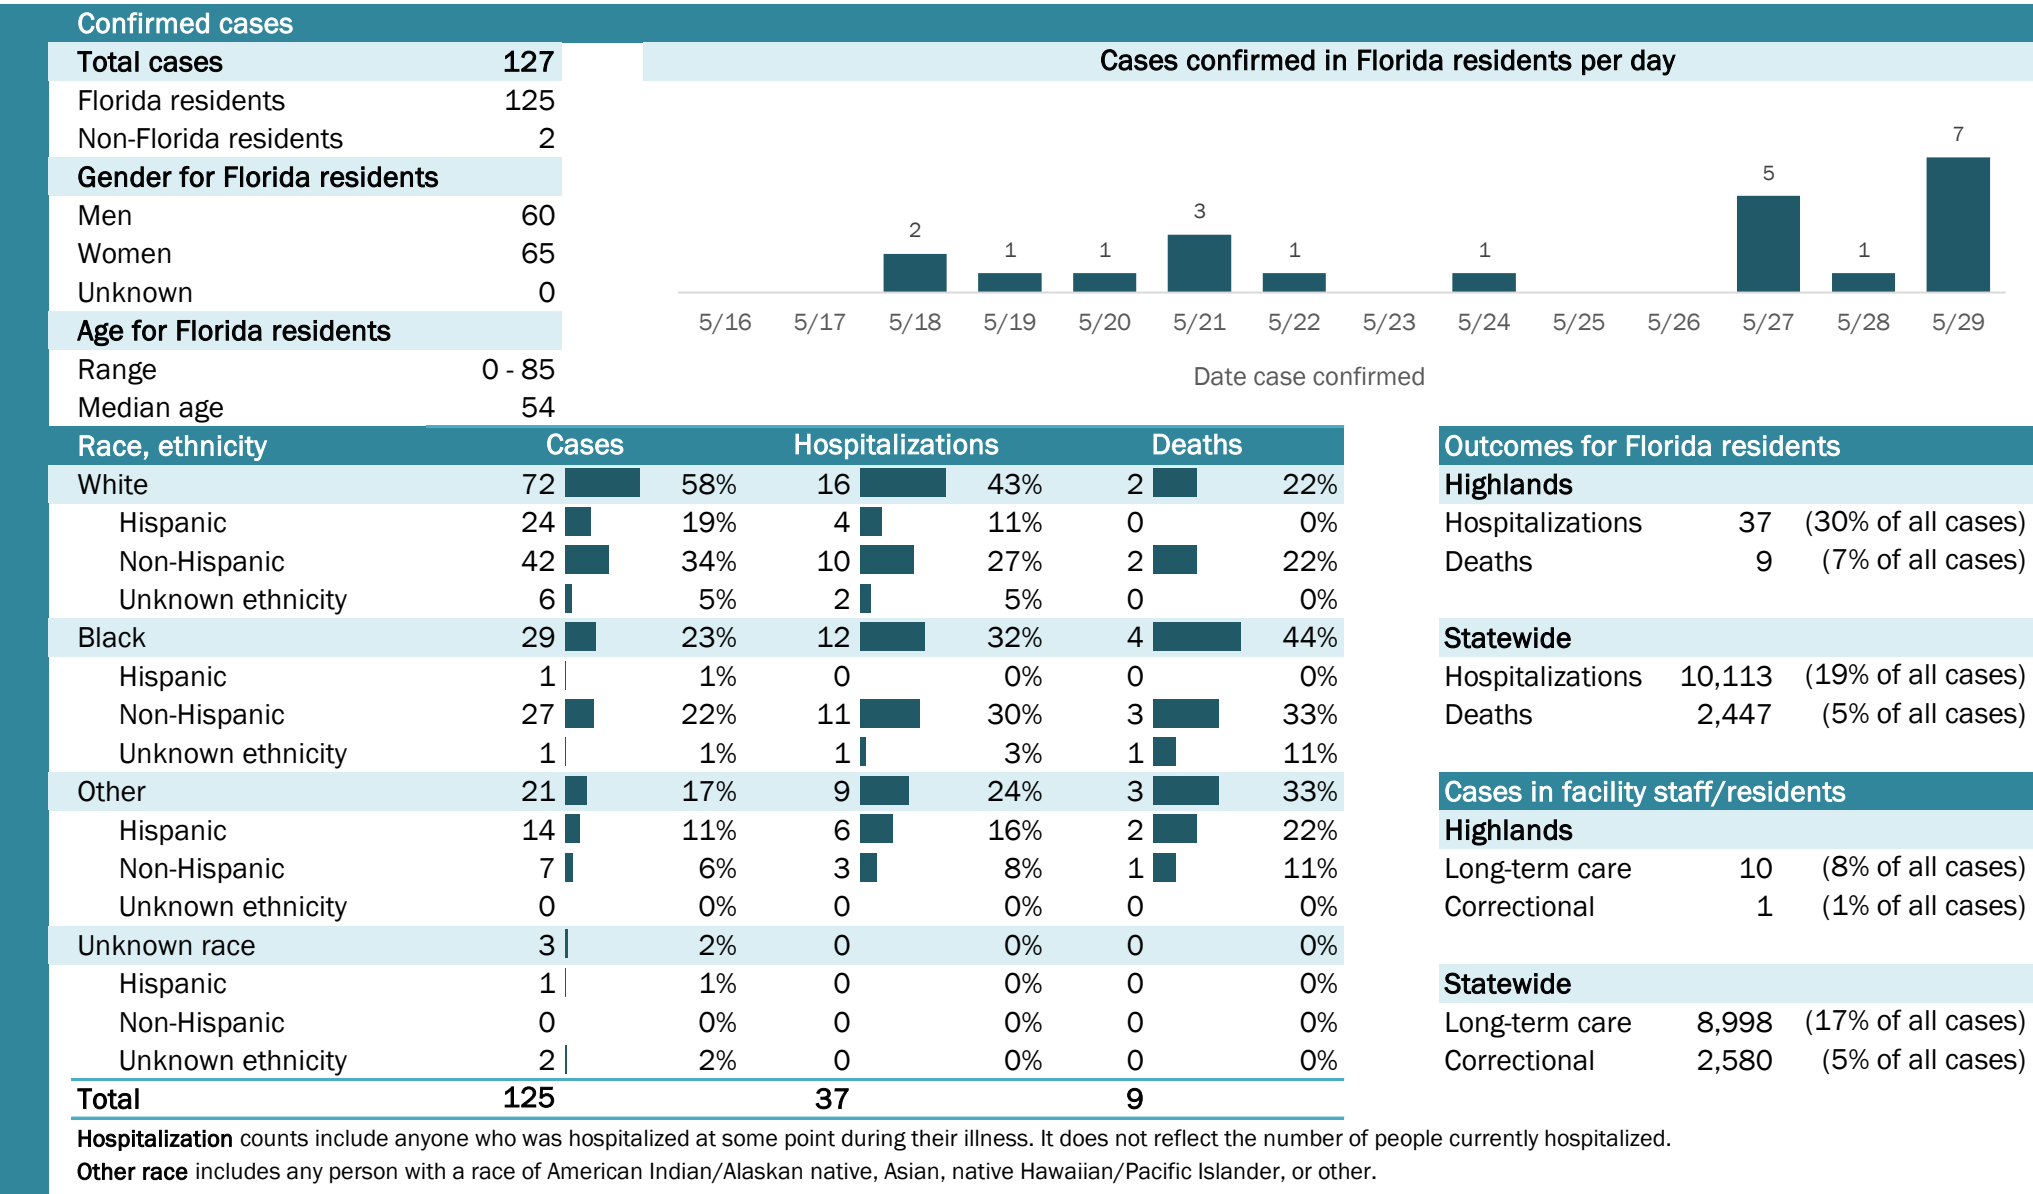 Confirmed cases
Total cases 127
Florida residents 125
Non-Florida residents 2
Gender for Florida residents
Men 60
Women 65
Unknown 0
Age for Florida residents
Range 0 - 85
Median age 54
Cases confirmed in Florida residents per day
2 1 1 3 1 1 5 1 7
5/16 5/17 5/18 5/19 5/20 5/21 5/22 5/23 5/24 5/25 5/26 5/27 5/28 5/29
Date case confirmed
Race, ethnicity Cases Hospitalizations Deaths
White 72 58% 16 43% 2 22%
Hispanic 24 19% 4 11% 0 0%
Non-Hispanic 42 34% 10 27% 2 22%
Unknown ethnicity 6 5% 2 5% 0 0%
Black 29 23% 12 32% 4 44%
Hispanic 1 1% 0 0% 0 0%
Non-Hispanic 27 22% 11 30% 3 33%
Unknown ethnicity 1 1% 1 3% 1 11%
Other 21 17% 9 24% 3 33%
Hispanic 14 11% 6 16% 2 22%
Non-Hispanic 7 6% 3 8% 1 11%
Unknown ethnicity 0 0% 0 0% 0 0%
Unknown race 3 2% 0 0% 0 0%
Hispanic 1 1% 0 0% 0 0%
Non-Hispanic 0 0% 0 0% 0 0%
Unknown ethnicity 2 2% 0 0% 0 0%
Total 125 37 9
Outcomes for Florida residents
Highlands
Hospitalizations 37 (30% of all cases)
Deaths 9 (7% of all cases)
Statewide
Hospitalizations 10,113 (19% of all cases)
Deaths 2,447 (5% of all cases)
Cases in facility staff/residents
Highlands
Long-term care 10 (8% of all cases)
Correctional 1 (1% of all cases)
Statewide
Long-term care 8,998 (17% of all cases)
Correctional 2,580 (5% of all cases)
Hospitalization counts include anyone who was hospitalized at some point during their illness. It does not reflect the number of people currently hospitalized.
Other race includes any person with a race of American Indian/Alaskan native, Asian, native Hawaiian/Pacific Islander, or other.